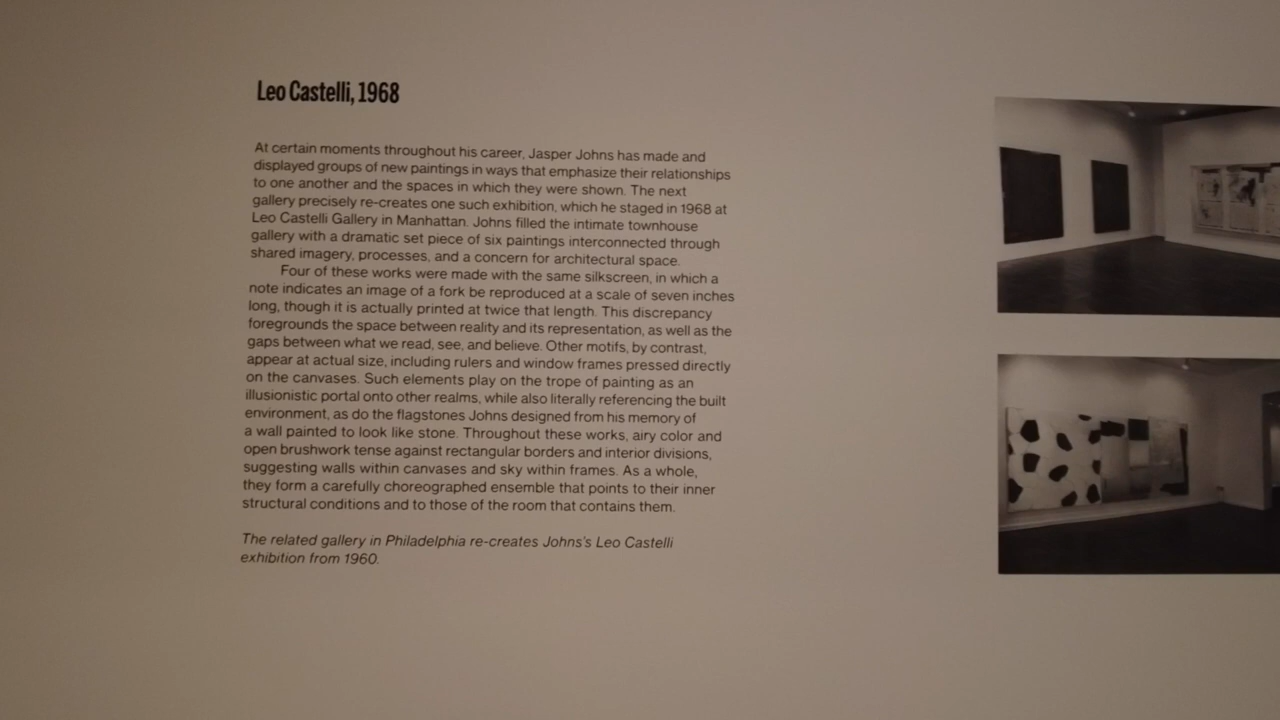 Leo Castelli, 1968
At certain moments throughout his career, Jasper Johns has made and
displayed groups of new paintings in ways that emphasize their relationships
to one another and the spaces in which they were shown. The next
gallery precisely re-creates one such exhibition, which he staged in 1968 at
Leo Castelli Gallery in Manhattan. Johns filled the intimate townhouse
gallery with a dramatic set piece of six paintings interconnected through
shared imagery, processes, and a concern for architectural space.
Four of these works were made with the same silkscreen, in which a
note indicates an image of a fork be reproduced at a scale of seven inches
long, though it is actually printed at twice that length. This discrepancy
foregrounds the space between reality and its representation, as well as the
gaps between what we read, see, and believe. Other motifs, by contrast,
appear at actual size, including rulers and window frames pressed directly
on the canvases. Such elements play on the trope of painting as an
illusionistic portal onto other realms, while also literally referencing the built
environment, as do the flagstones Johns designed from his memory of
a wall painted to look like stone. Throughout these works, airy color and
open brushwork tense against rectangular borders and interior divisions,
suggesting walls within canvases and sky within frames. As a whole,
they form a carefully choreographed ensemble that points to their inner
structural conditions and to those of the room that contains them.
The related gallery in Philadelphia re-creates Johns's Leo Castelli
exhibition from 1960.